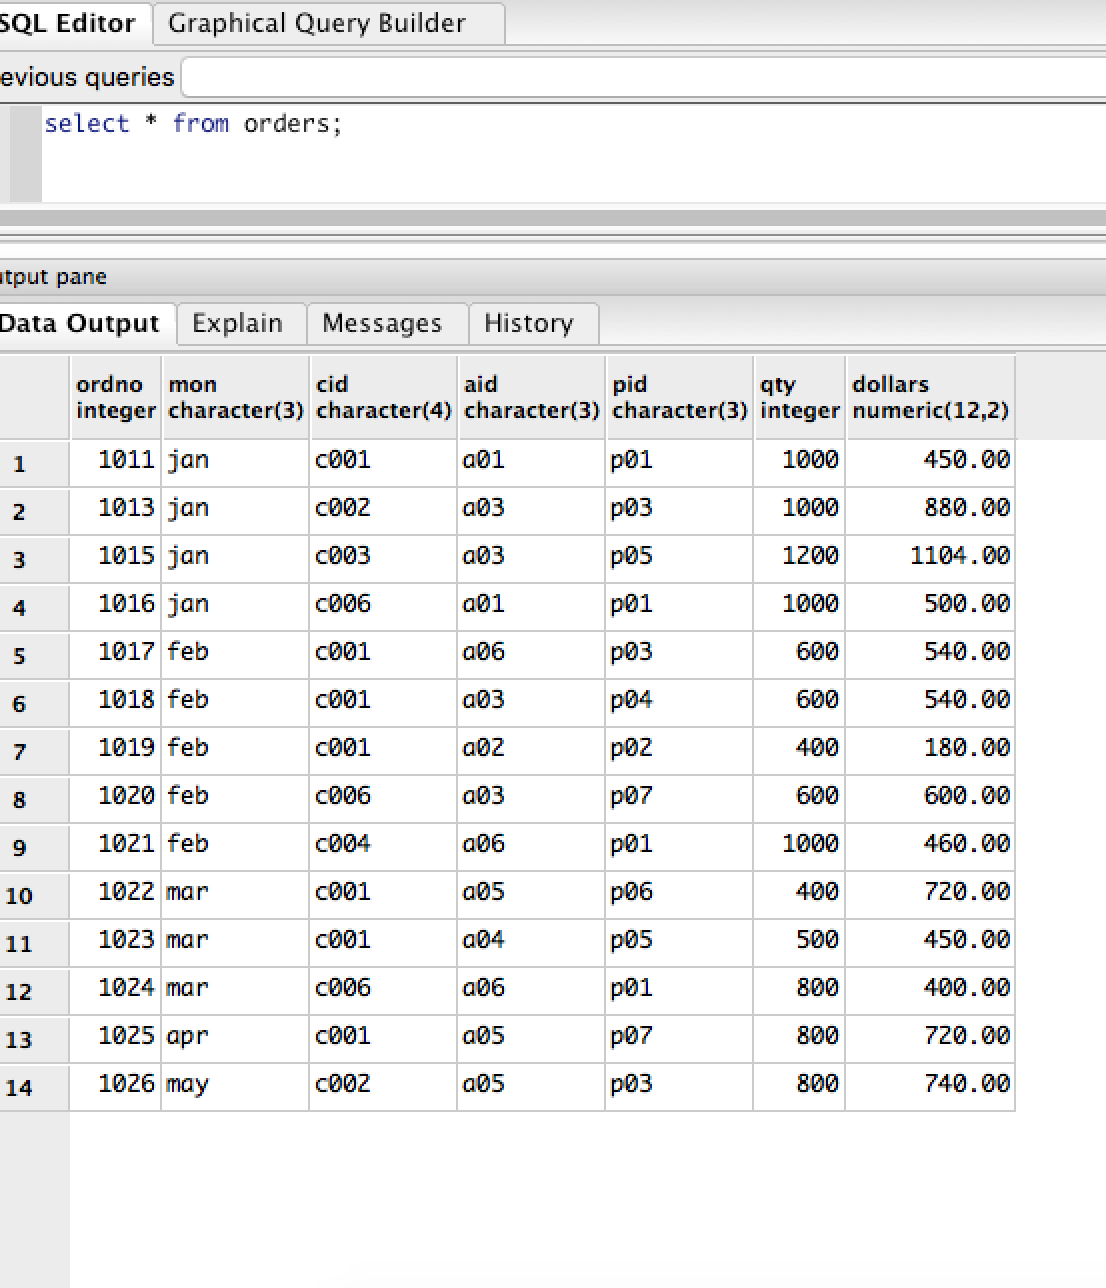 SQL Editor Graphical Query Builder
evious queries
select * from orders;
tput pane
Data Output Explain Messages History
ordno mon cid aid pid qty dollars
integer character(3) character(4) character(3) character(3) integer numeric(12,2)
1 1011 jan c001 a01 p01 1000 450.00
2 1013 jan c002 a03 p03 1000 880.00
3 1015 jan c003 a03 p05 1200 1104.00
4 1016 jan c006 a01 p01 1000 500.00
5 1017 feb c001 a06 p03 600 540.00
6 1018 feb c001 a03 p04 600 540.00
7 1019 feb c001 a02 p02 400 180.00
8 1020 feb c006 a03 p07 600 600.00
9 1021 feb c004 a06 p01 1000 460.00
10 1022 mar c001 a05 p06 400 720.00
11 1023 mar c001 a04 p05 500 450.00
12 1024 mar c006 a06 p01 800 400.00
13 1025 apr c001 a05 p07 800 720.00
14 1026 may c002 a05 p03 800 740.00